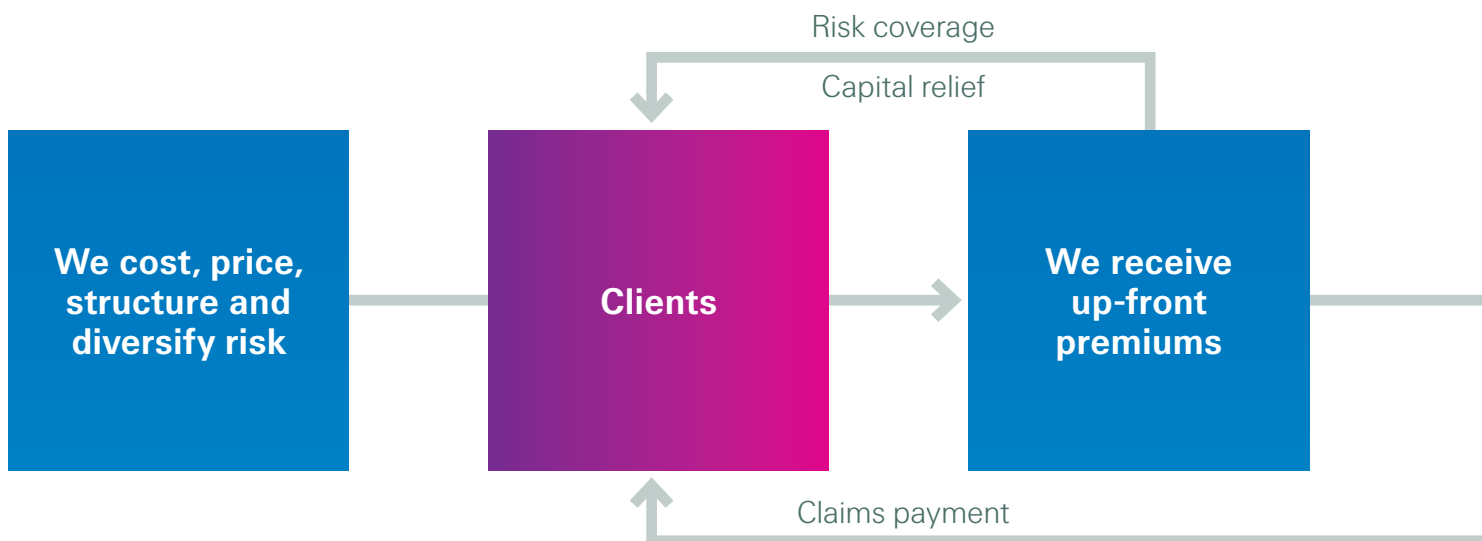 Risk coverage
Capital relief
We cost, price,
structure and
diversify risk
Clients
We receive
up-front
premiums
Claims payment